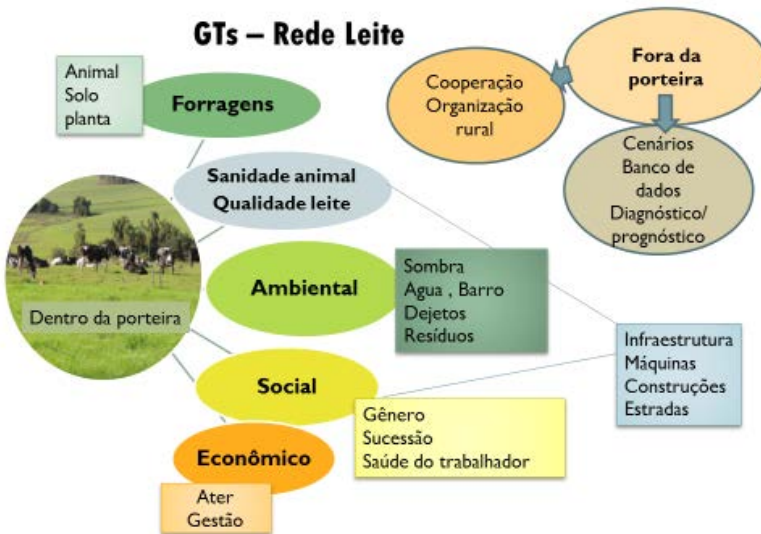 GTs – Rede Leite
Animal
Solo
planta
Forragens
Sanidade animal
Qualidade leite
Dentro da porteira
Ambiental
Sombra
Agua , Barro
Dejetos
Resíduos
Social
Gênero
Sucessão
Saúde do trabalhador
Econômico
Ater
Gestão
Infraestrutura
Máquinas
Construções
Estradas
Fora da
porteira
Cooperação
Organização
rural
Cenários
Banco de
dados
Diagnóstico/
prognóstico